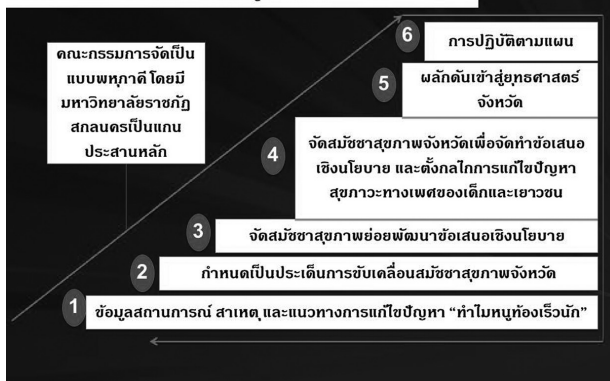 คณะกรรมการจัดเป็น
แบบพหุภาคี โดยมี
มหาวิทยาลัยราชภัฏ
สกลนครเป็นแกน
ประสานหลัก
6
การปฏิบัติตามแผน
5
ผลักดันเข้าสู่ยุทธศาสตร์
จังหวัด
4
จัดสมัชชาสุขภาพจังหวัดเพื่อจัดทำข้อเสนอ
เชิงนโยบาย และตั้งกลไกการแก้ไขปัญหา
สุขภาวะทางเพศของเด็กและเยาวชน
3
จัดสมัชชาสุขภาพย่อยพัฒนาข้อเสนอเชิงนโยบาย
2
กำหนดเป็นประเด็นการขับเคลื่อนสมัชชาสุขภาพจังหวัด
1
ข้อมูลสถานการณ์ สาเหตุ และแนวทางการแก้ไขปัญหา “ทำไมหนูท้องเร็วนัก”